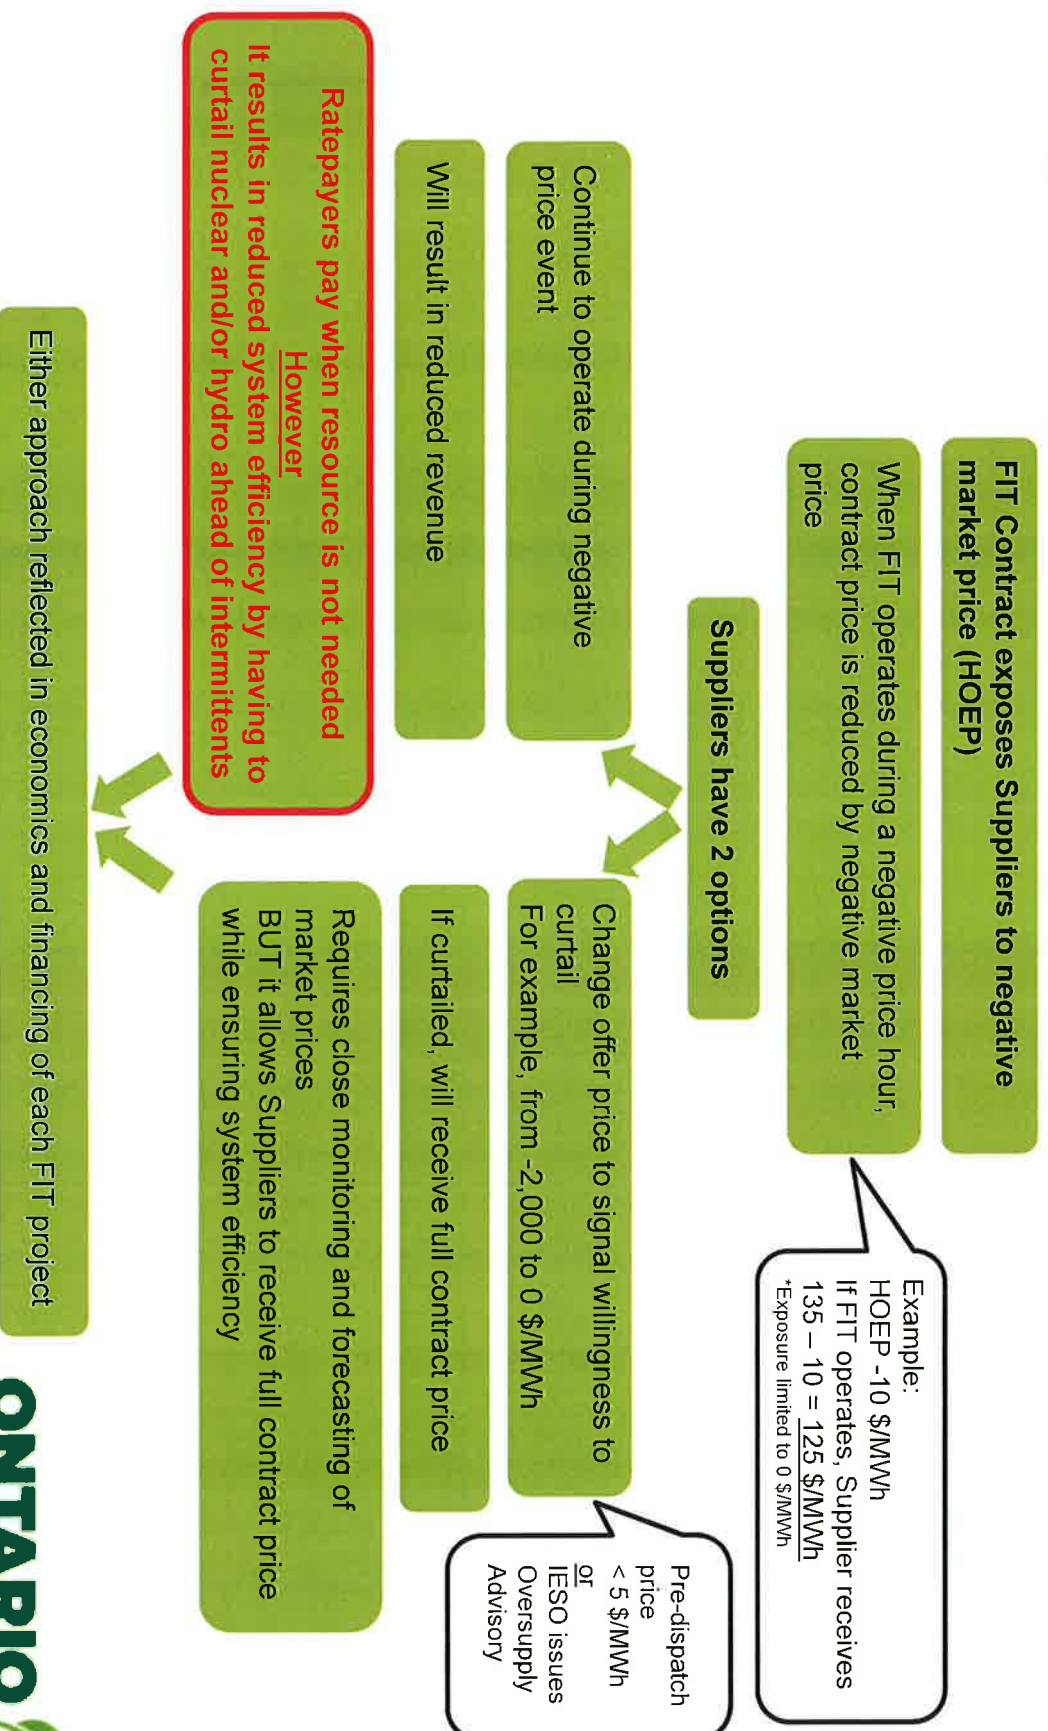 FIT Contract exposes Suppliers to negative
market price (HOEP)
When FIT operates during a negative price hour,
contract price is reduced by negative market
price
Example:
HOEP -10 $/MWh
If FIT operates, Supplier receives
135 – 10 = 125 $/MWh
*Exposure limited to 0 $/MWh
Suppliers have 2 options
Continue to operate during negative
price event
Will result in reduced revenue
Ratepayers pay when resource is not needed
However
It results in reduced system efficiency by having to
curtail nuclear and/or hydro ahead of intermittents
Change offer price to signal willingness to
curtail
For example, from -2,000 to 0 $/MWh
Pre-dispatch
price
< 5 $/MWh
or
IESO issues
Oversupply
Advisory
If curtailed, will receive full contract price
Requires close monitoring and forecasting of
market prices
BUT it allows Suppliers to receive full contract price
while ensuring system efficiency
Either approach reflected in economics and financing of each FIT project
ONTARIO